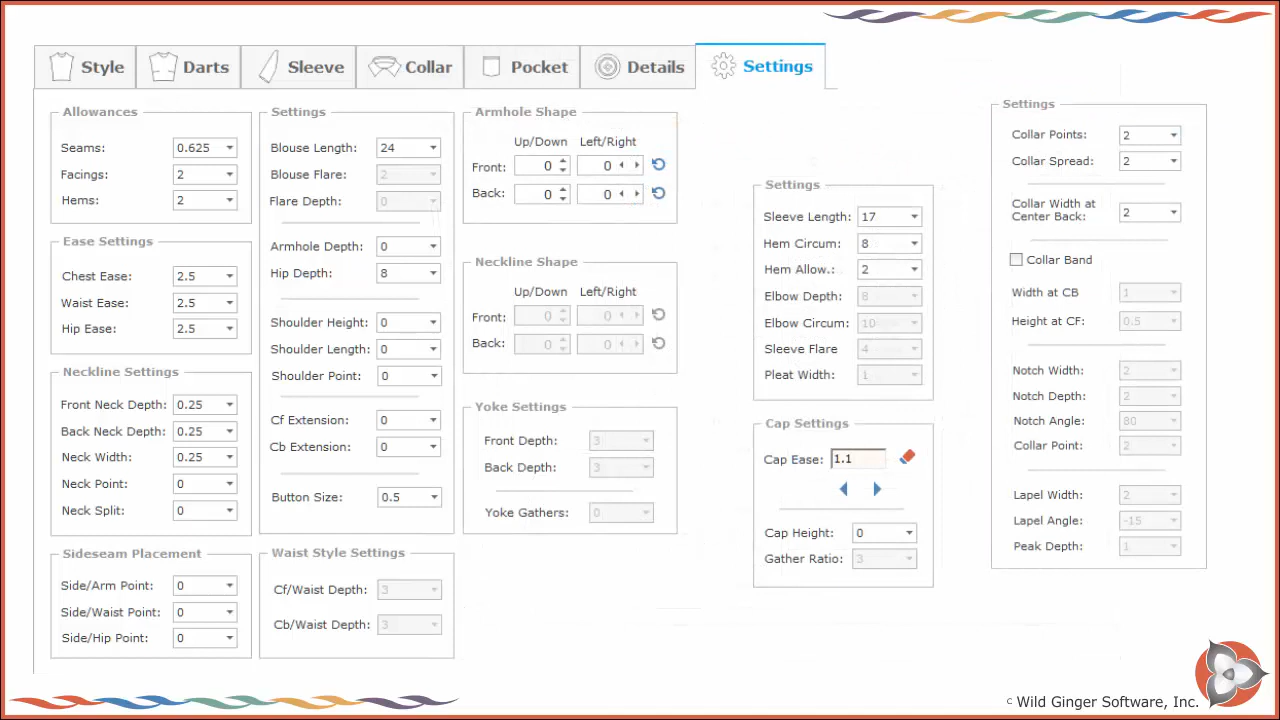 Style Darts Sleeve Collar Pocket Details Settings
Allowances
Seams: 0.625
Facings: 2
Hems: 2
Ease Settings
Chest Ease: 2.5
Waist Ease: 2.5
Hip Ease: 2.5
Neckline Settings
Front Neck Depth: 0.25
Back Neck Depth: 0.25
Neck Width: 0.25
Neck Point: 0
Neck Split: 0
Sideseam Placement
Side/Arm Point: 0
Side/Waist Point: 0
Side/Hip Point: 0
Settings
Blouse Length: 24
Blouse Flare: 2
Flare Depth: 0
Armhole Depth: 0
Hip Depth: 8
Shoulder Height: 0
Shoulder Length: 0
Shoulder Point: 0
Cf Extension: 0
Cb Extension: 0
Button Size: 0.5
Waist Style Settings
Cf/Waist Depth: 3
Cb/Waist Depth: 3
Armhole Shape
Up/Down Left/Right
Front: 0 0
Back: 0 0
Neckline Shape
Up/Down Left/Right
Front: 0 0
Back: 0 0
Yoke Settings
Front Depth: 3
Back Depth: 3
Yoke Gathers: 0
Settings
Sleeve Length: 17
Hem Circum: 8
Hem Allow.: 2
Elbow Depth: 8
Elbow Circum: 10
Sleeve Flare 4
Pleat Width: 1
Cap Settings
Cap Ease: 1.1
Cap Height: 0
Gather Ratio: 3
Settings
Collar Points: 2
Collar Spread: 2
Collar Width at
Center Back: 2
Collar Band
Width at CB 1
Height at CF: 0.5
Notch Width: 2
Notch Depth: 2
Notch Angle: 80
Collar Point: 2
Lapel Width: 2
Lapel Angle: -15
Peak Depth: 1
© Wild Ginger Software, Inc.